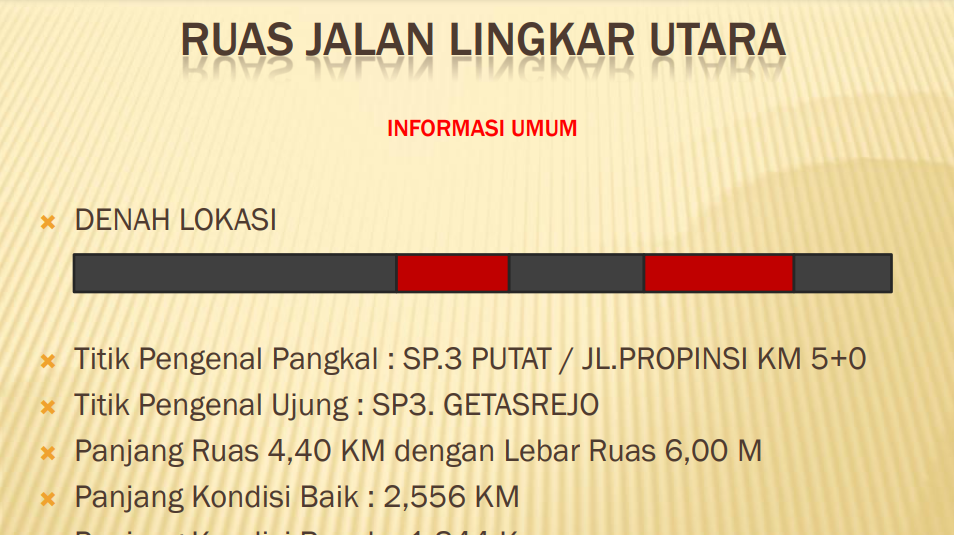 RUAS JALAN LINGKAR UTARA
INFORMASI UMUM
DENAH LOKASI
Titik Pengenal Pangkal : SP.3 PUTAT / JL.PROPINSI KM 5+0
Titik Pengenal Ujung : SP3. GETASREJO
Panjang Ruas 4,40 KM dengan Lebar Ruas 6,00 M
Panjang Kondisi Baik : 2,556 KM
Panjang Kondisi